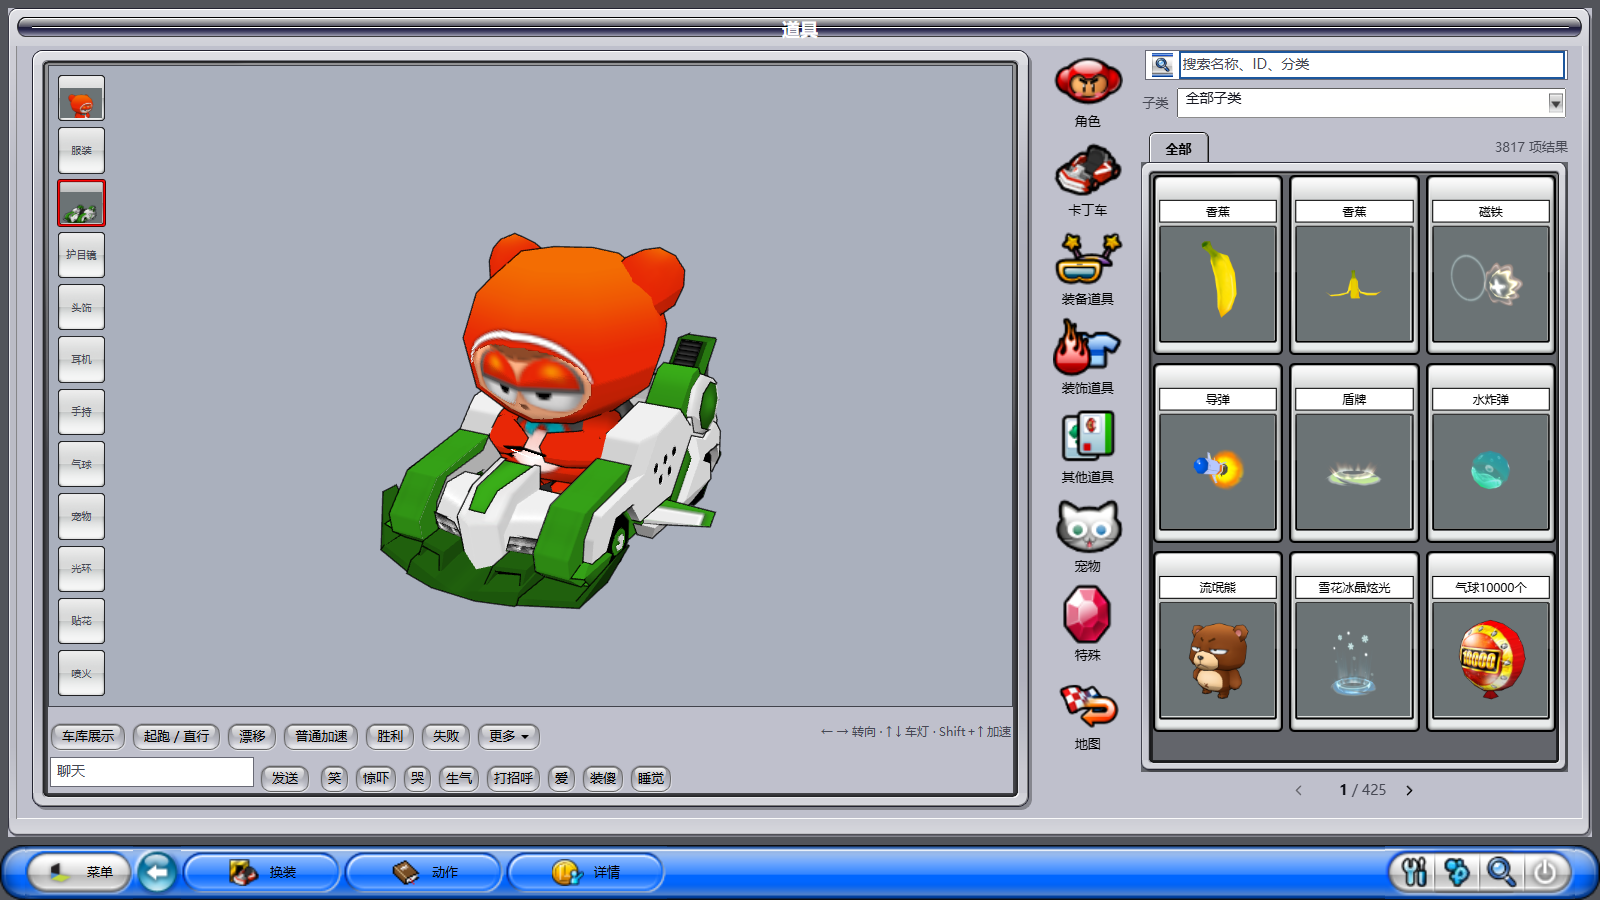 道具
服装
护目镜
头饰
耳机
手持
气球
宠物
光环
贴花
喷火
车库展示
起跑 / 直行
漂移
普通加速
胜利
失败
更多
←→ 转向 · ↑↓ 车灯 · Shift + ↑ 加速
聊天
发送
笑
惊吓
哭
生气
打招呼
爱
装傻
睡觉
角色
卡丁车
装备道具
装饰道具
其他道具
宠物
特殊
地图
搜索名称、ID、分类
子类
全部子类
全部
3817 项结果
香蕉
香蕉
磁铁
导弹
盾牌
水炸弹
流氓熊
雪花冰晶炫光
气球10000个
10000
1 / 425
菜单
换装
动作
详情